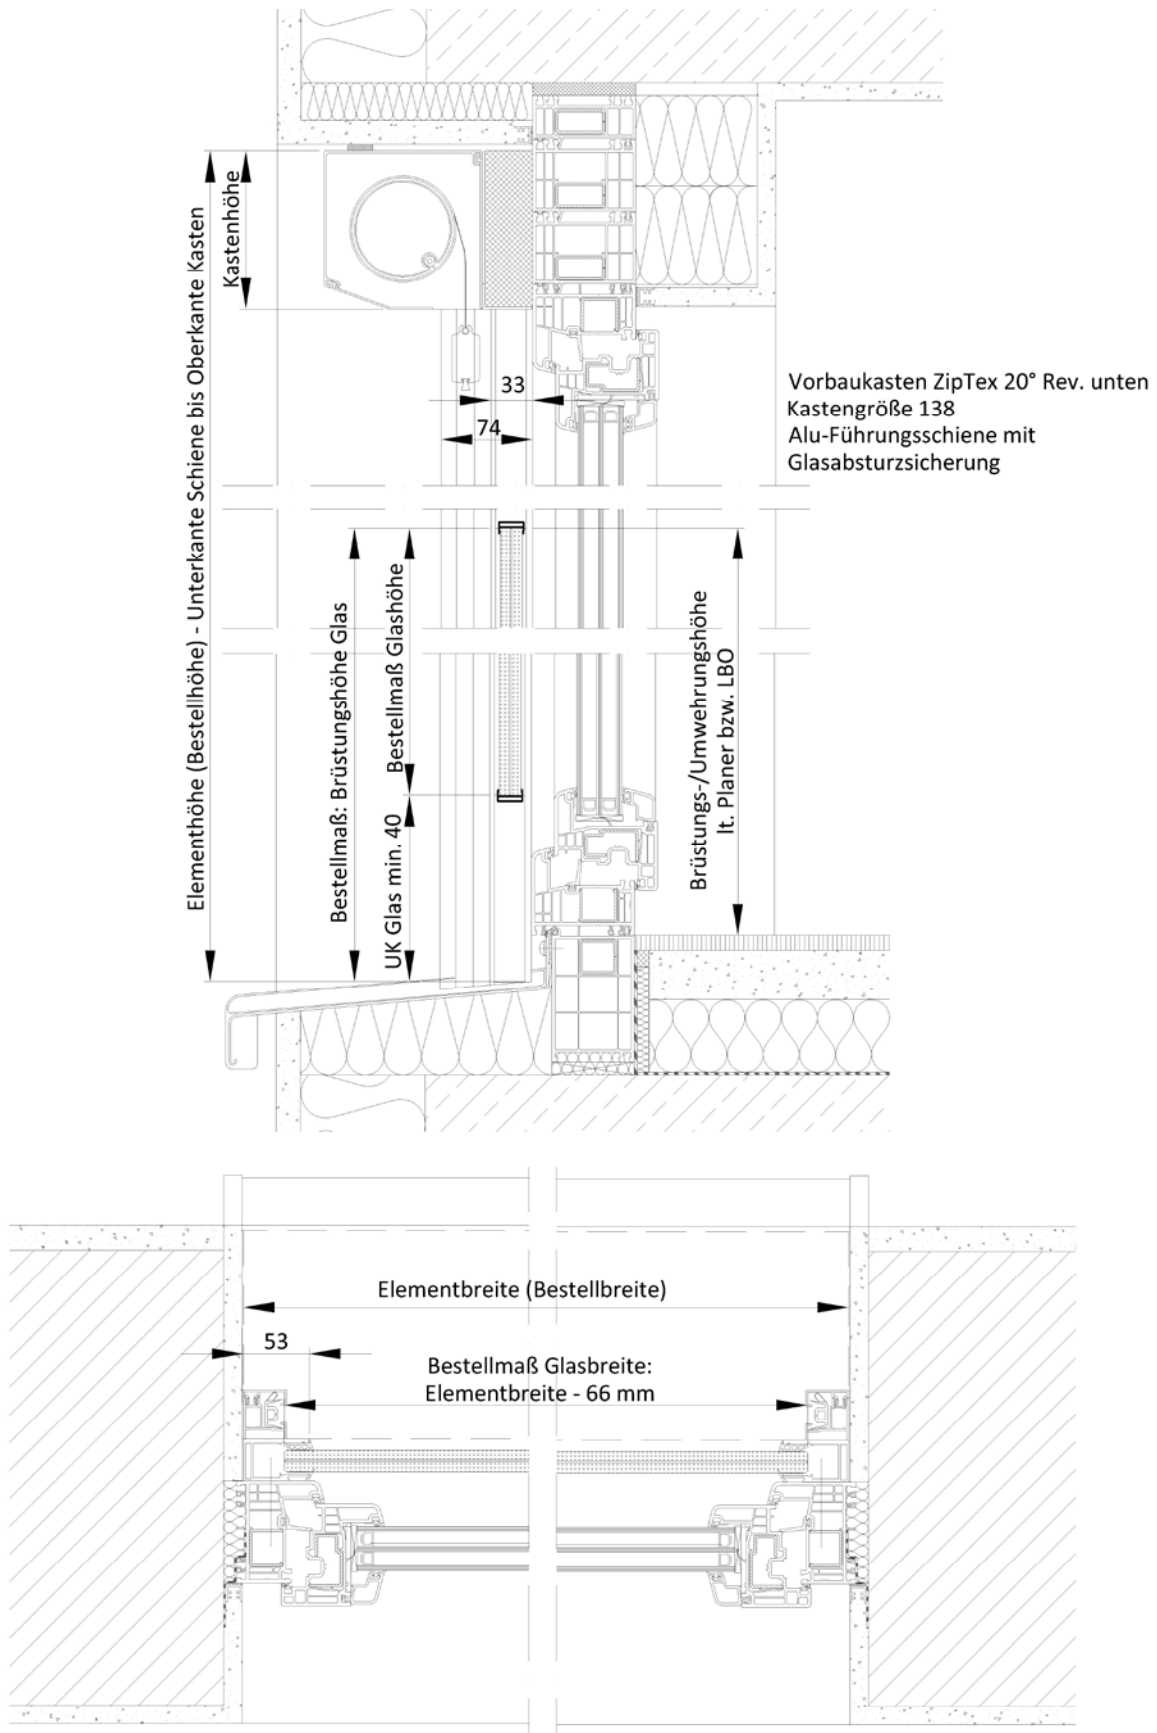 Elementhöhe (Bestellhöhe) - Unterkante Schiene bis Oberkante Kasten
Kastenhöhe
33
74
Vorbaukasten ZipTex 20° Rev. unten
Kastengröße 138
Alu-Führungsschiene mit
Glasabsturzsicherung
Bestellmaß: Brüstungshöhe Glas
Bestellmaß Glashöhe
UK Glas min. 40
Brüstungs-/Umwehrungshöhe
lt. Planer bzw. LBO
Elementbreite (Bestellbreite)
53
Bestellmaß Glasbreite:
Elementbreite - 66 mm